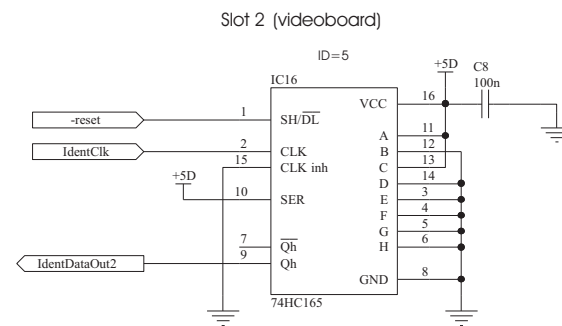 Slot 2 (videoboard)
ID=5
+5D
C8
100n
IC16
-reset
1
SH/DL
VCC
16
IdentClk
2
CLK
A
11
15
CLK inh
B
12
C
13
+5D
10
SER
D
14
E
3
F
4
7
Qh
G
5
H
6
IdentDataOut2
9
Qh
GND
8
74HC165